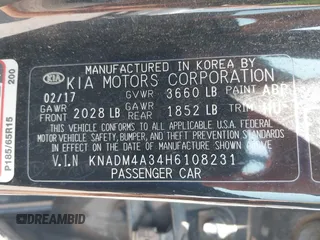 MANUFACTURED IN KOREA BY
KIA KIA MOTORS CORPORATION
02/17 GVWR 3660 LB PAINT ABP
GAWR 2028 LB GAWR 1852 LB TRIM
THIS VEHICLE CONFORMS TO ALL APPLICABLE U.S.A. FEDERAL
MOTOR VEHICLE SAFETY, BUMPER, AND THEFT PREVENTION STANDARDS
IN EFFECT ON THE DATE OF MANUFACTURE SHOWN ABOVE.
V.I.N KNADM4A34H6108231
PASSENGER CAR
200
P185/65R15
DREAMBID